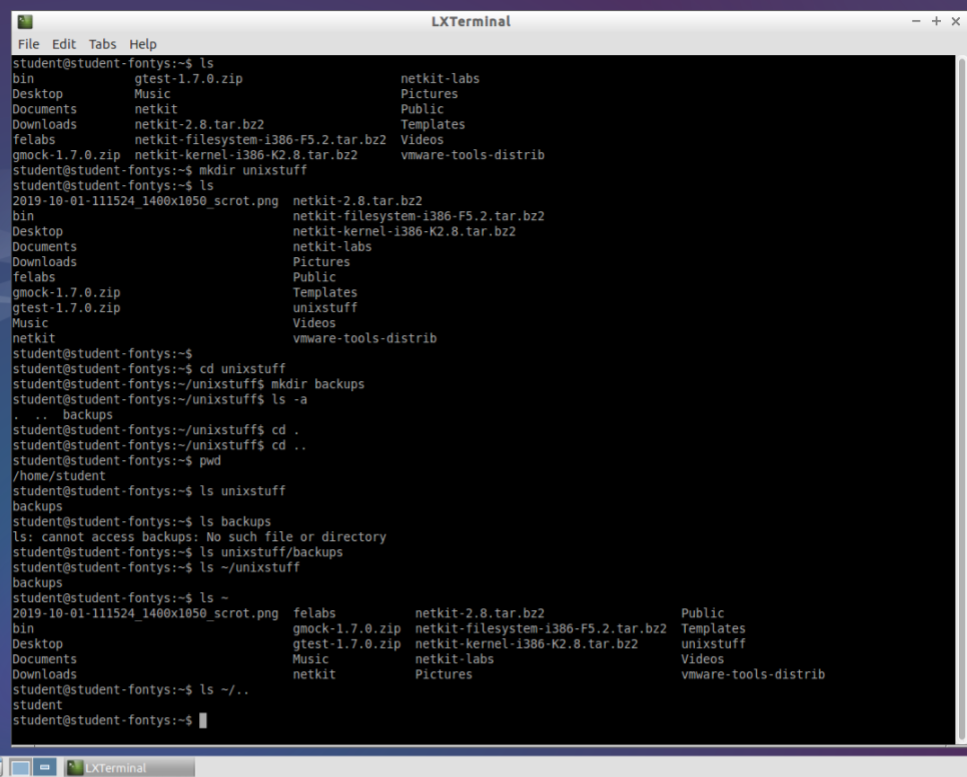 LXTerminal
File Edit Tabs Help
student@student-fontys:~$ ls
bin gtest-1.7.0.zip netkit-labs
Desktop Music Pictures
Documents netkit Public
Downloads netkit-2.8.tar.bz2 Templates
felabs netkit-filesystem-i386-F5.2.tar.bz2 Videos
gmock-1.7.0.zip netkit-kernel-i386-K2.8.tar.bz2 vmware-tools-distrib
student@student-fontys:~$ mkdir unixstuff
student@student-fontys:~$ ls
2019-10-01-111524_1400x1050_scrot.png netkit-2.8.tar.bz2
bin netkit-filesystem-i386-F5.2.tar.bz2
Desktop netkit-kernel-i386-K2.8.tar.bz2
Documents netkit-labs
Downloads Pictures
felabs Public
gmock-1.7.0.zip Templates
gtest-1.7.0.zip unixstuff
Music Videos
netkit vmware-tools-distrib
student@student-fontys:~$
student@student-fontys:~$ cd unixstuff
student@student-fontys:~/unixstuff$ mkdir backups
student@student-fontys:~/unixstuff$ ls -a
. .. backups
student@student-fontys:~/unixstuff$ cd .
student@student-fontys:~/unixstuff$ cd ..
student@student-fontys:~$ pwd
/home/student
student@student-fontys:~$ ls unixstuff
backups
student@student-fontys:~$ ls backups
ls: cannot access backups: No such file or directory
student@student-fontys:~$ ls unixstuff/backups
student@student-fontys:~$ ls ~/unixstuff
backups
student@student-fontys:~$ ls ~
2019-10-01-111524_1400x1050_scrot.png felabs netkit-2.8.tar.bz2 Public
bin gmock-1.7.0.zip netkit-filesystem-i386-F5.2.tar.bz2 Templates
Desktop gtest-1.7.0.zip netkit-kernel-i386-K2.8.tar.bz2 unixstuff
Documents Music netkit-labs Videos
Downloads netkit Pictures vmware-tools-distrib
student@student-fontys:~$ ls ~/..
student
student@student-fontys:~$
LXTerminal